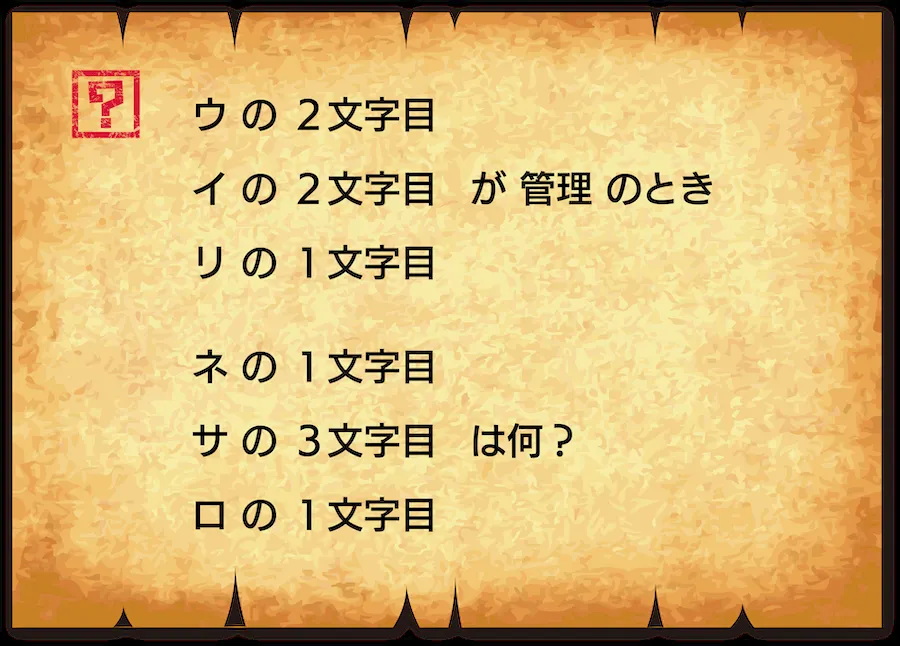 ?
ウ の 2文字目
イ の 2文字目 が 管理 のとき
リ の 1文字目
ネ の 1文字目
サ の 3文字目 は何？
ロ の 1文字目